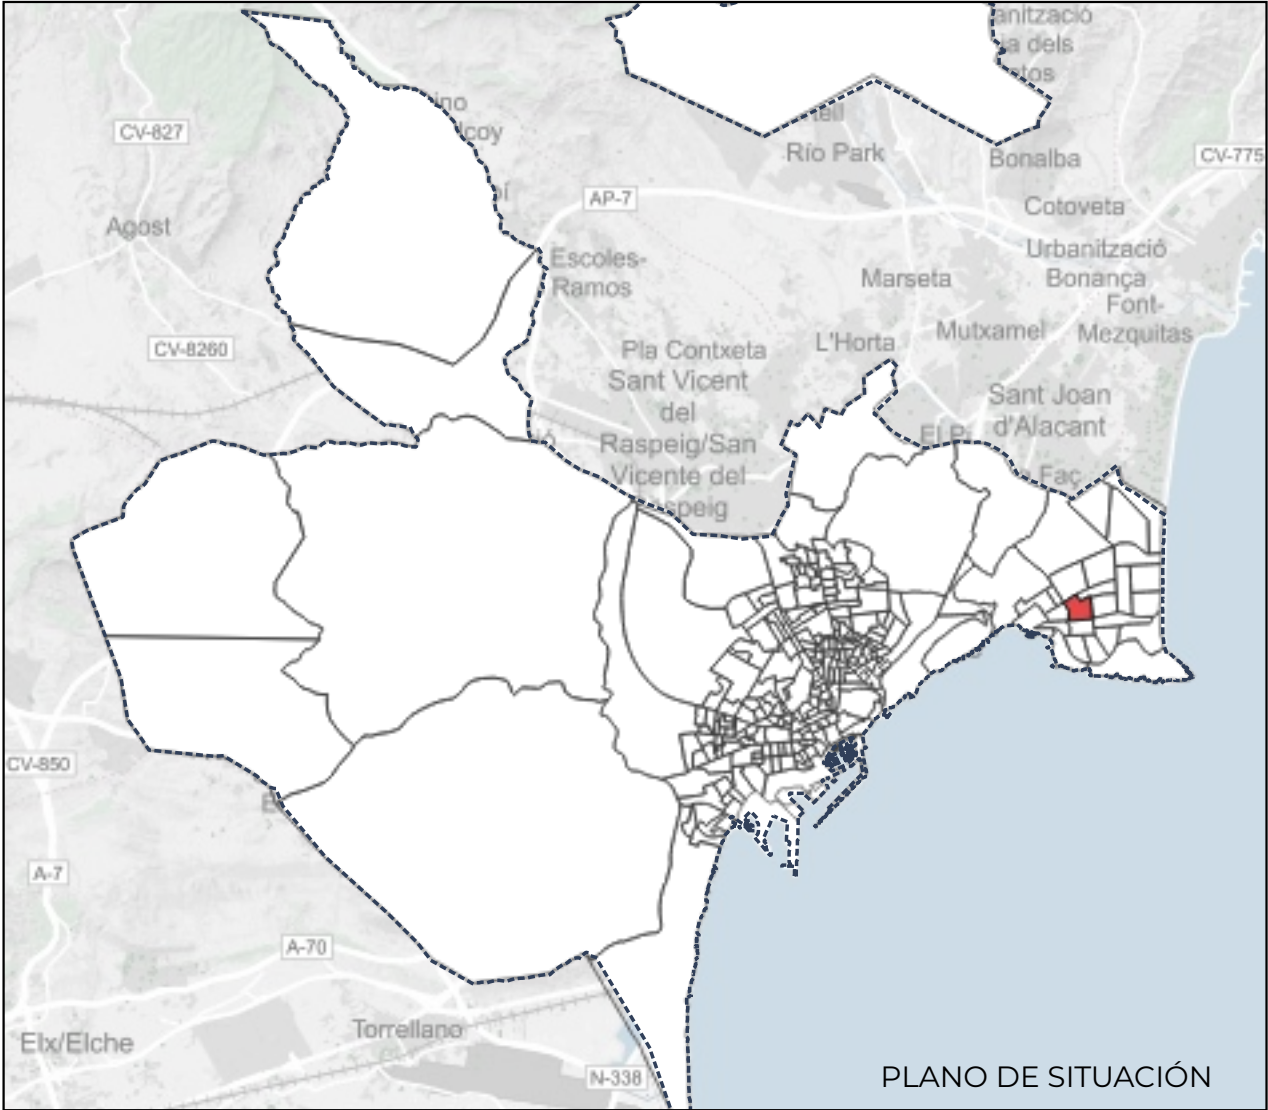 anització
a dels
CV-827
Río Park
Bonalba
CV-775
AP-7
Cotoveta
Agost
Urbanització
Bonança
Escoles-
Ramos
Marseta
Font-
Mezquitas
CV-8260
L'Horta
Mutxamel
Pla Contxeta
Sant Vicent
del
Raspeig/San
Vicente del
speig
Sant Joan
d'Alacant
Faç
CV-850
A-7
A-70
Elx/Elche
Torrellano
N-338
PLANO DE SITUACIÓN